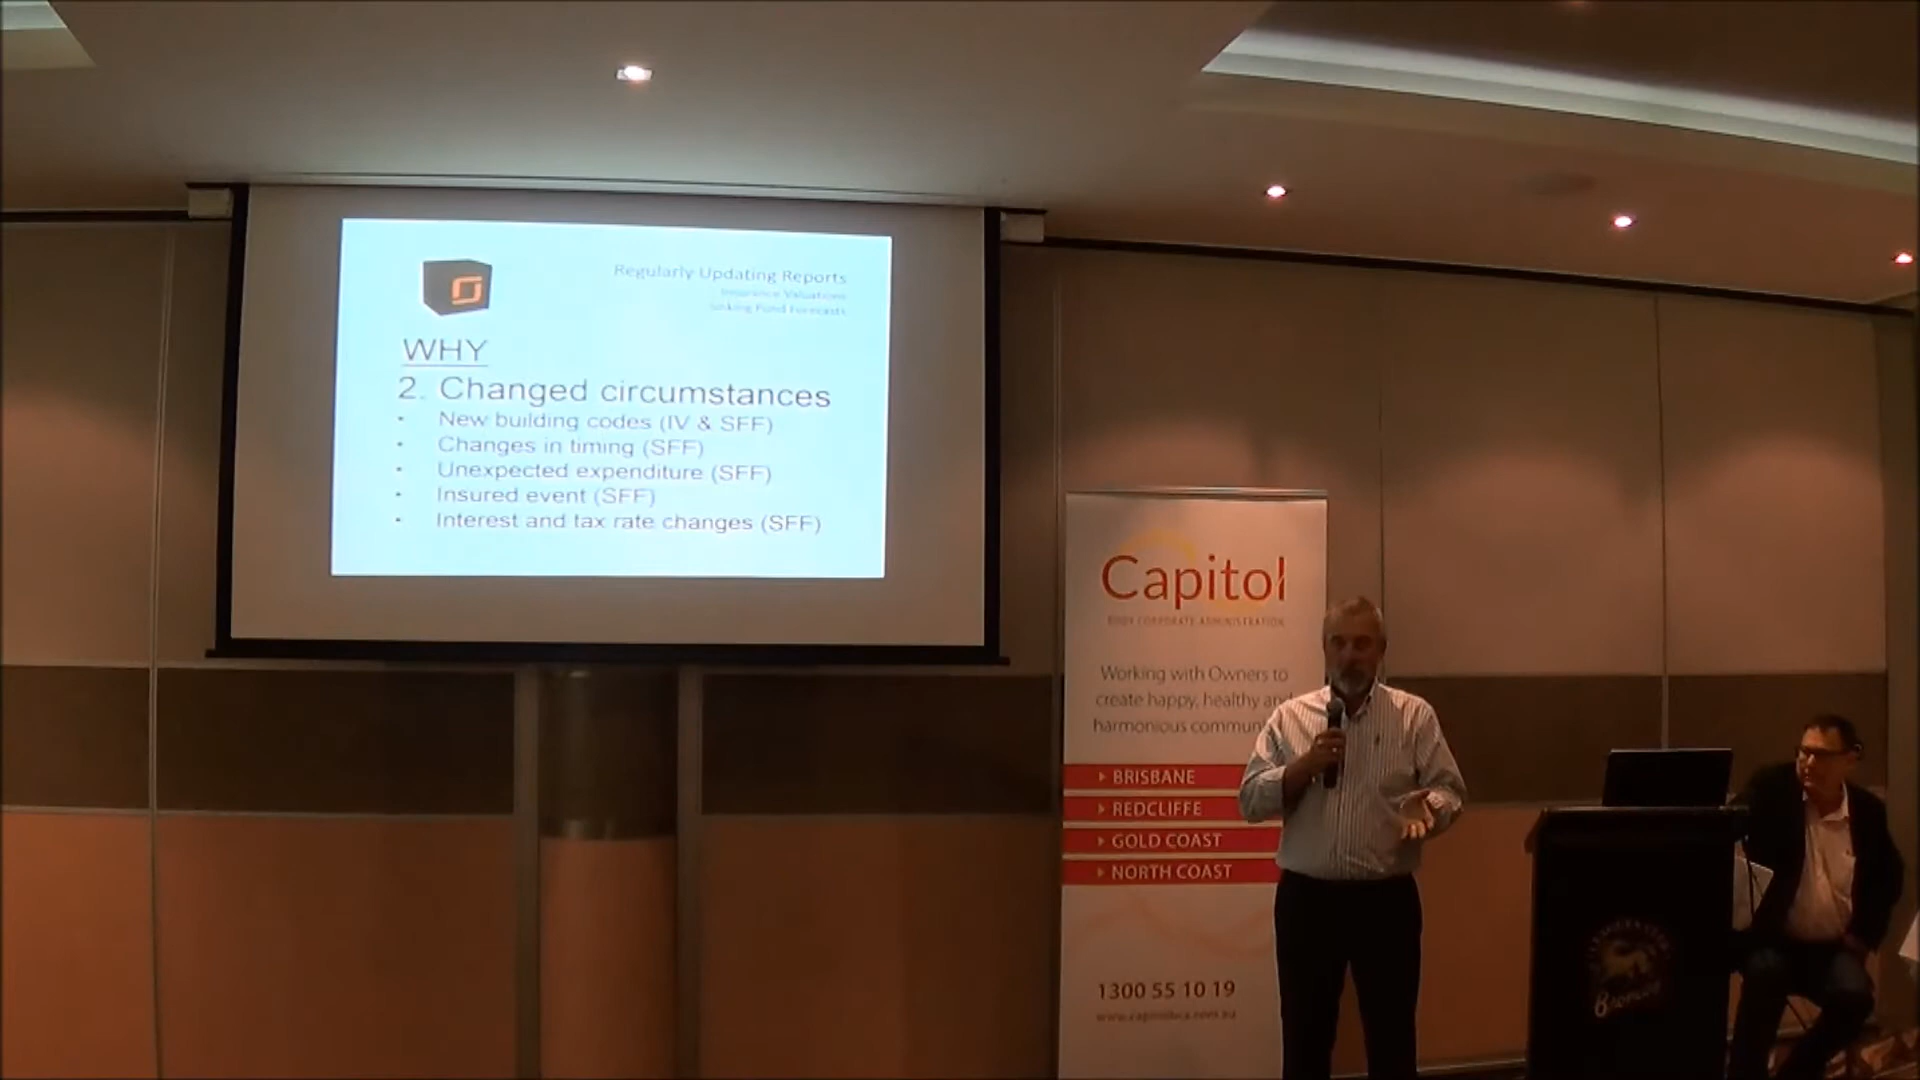 Regularly Updating Reports
Insurance Valuations
Sinking Fund Forecasts
WHY
2. Changed circumstances
• New building codes (IV & SFF)
• Changes in timing (SFF)
• Unexpected expenditure (SFF)
• Insured event (SFF)
• Interest and tax rate changes (SFF)
Capitol
BODY CORPORATE ADMINISTRATION
Working with Owners to
create happy, healthy and
harmonious commun
BRISBANE
REDCLIFFE
GOLD COAST
NORTH COAST
1300 55 10 19
www.capitolbca.com.au
Broncos